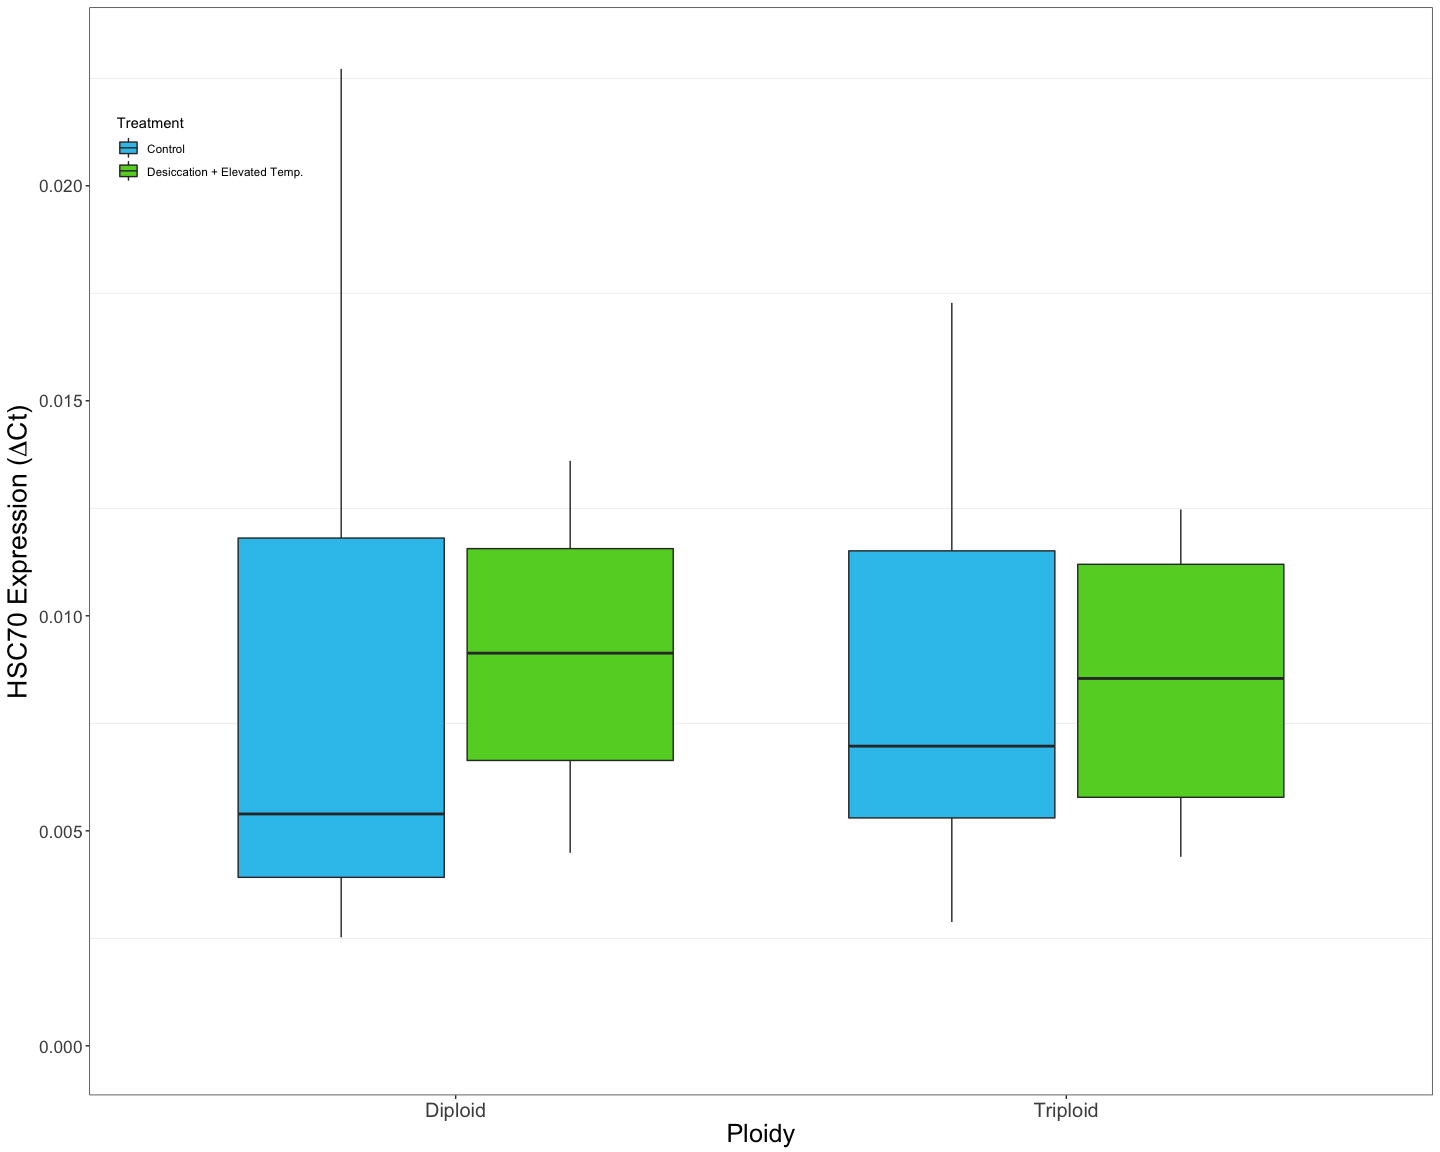 Treatment
Control
Desiccation + Elevated Temp.
HSC70 Expression (ΔCt)
0.020
0.015
0.010
0.005
0.000
Diploid
Triploid
Ploidy